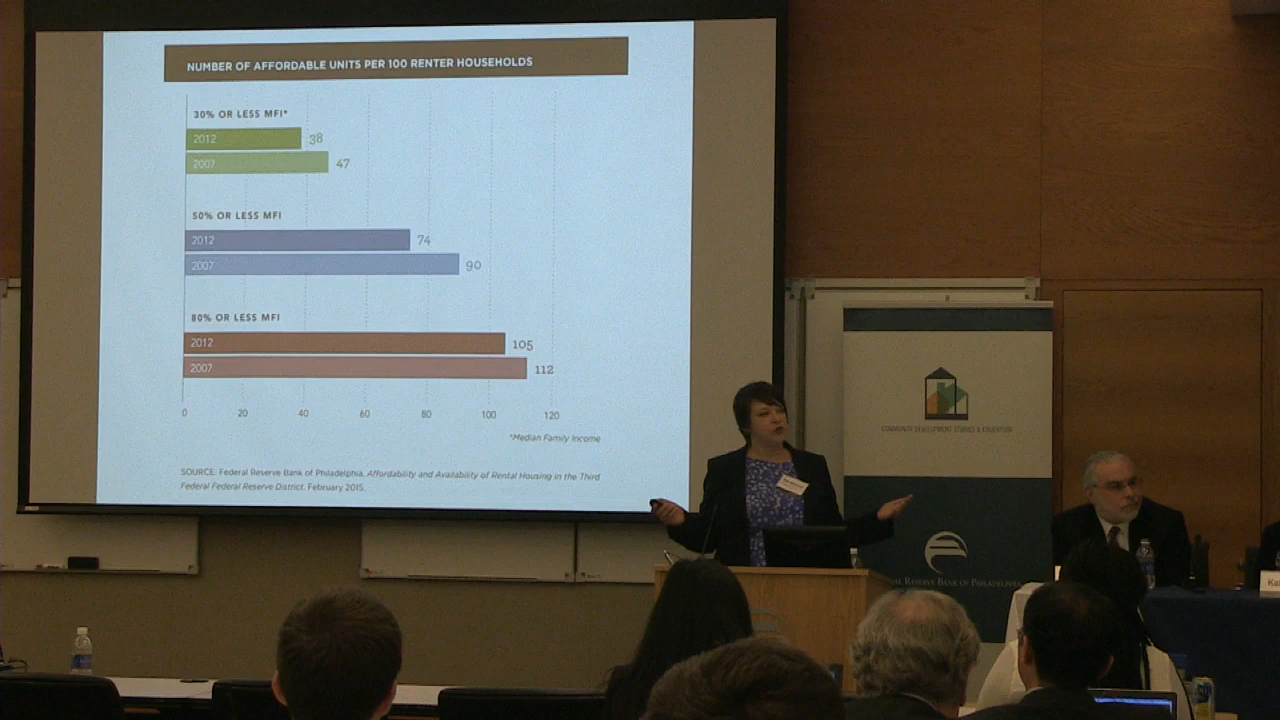 NUMBER OF AFFORDABLE UNITS PER 100 RENTER HOUSEHOLDS
30% OR LESS MFI*
2012 38
2007 47
50% OR LESS MFI
2012 74
2007 90
80% OR LESS MFI
2012 105
2007 112
0 20 40 60 80 100 120
*Median Family Income
SOURCE: Federal Reserve Bank of Philadelphia, Affordability and Availability of Rental Housing in the Third
Federal Federal Reserve District. February 2015.
COMMUNITY DEVELOPMENT STUDIES & EDUCATION
RESERVE BANK OF PHILADELPHIA